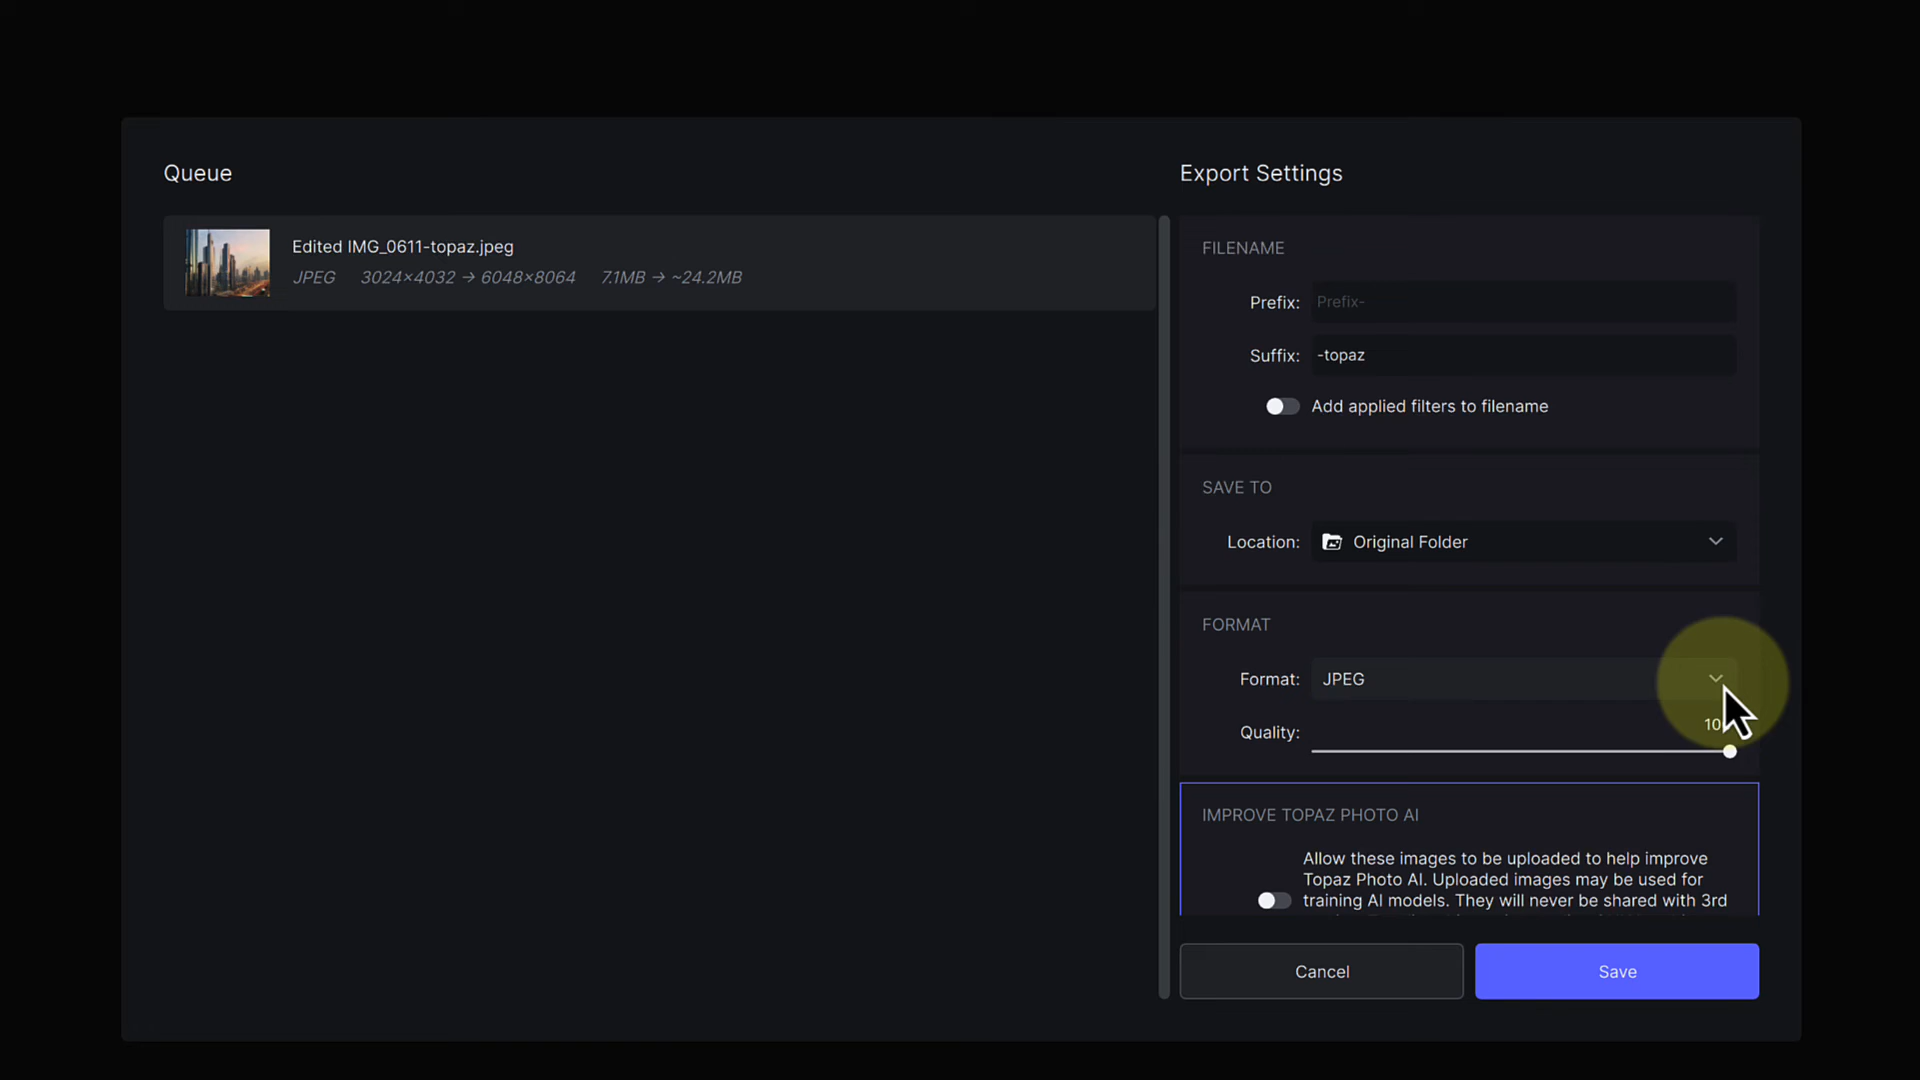 Queue
Edited IMG_0611-topaz.jpeg
JPEG 3024×4032 → 6048×8064 7.1MB → ~24.2MB
Export Settings
FILENAME
Prefix: Prefix-
Suffix: -topaz
Add applied filters to filename
SAVE TO
Location: Original Folder
FORMAT
Format: JPEG
Quality:
IMPROVE TOPAZ PHOTO AI
Allow these images to be uploaded to help improve
Topaz Photo AI. Uploaded images may be used for
training AI models. They will never be shared with 3rd
Cancel
Save